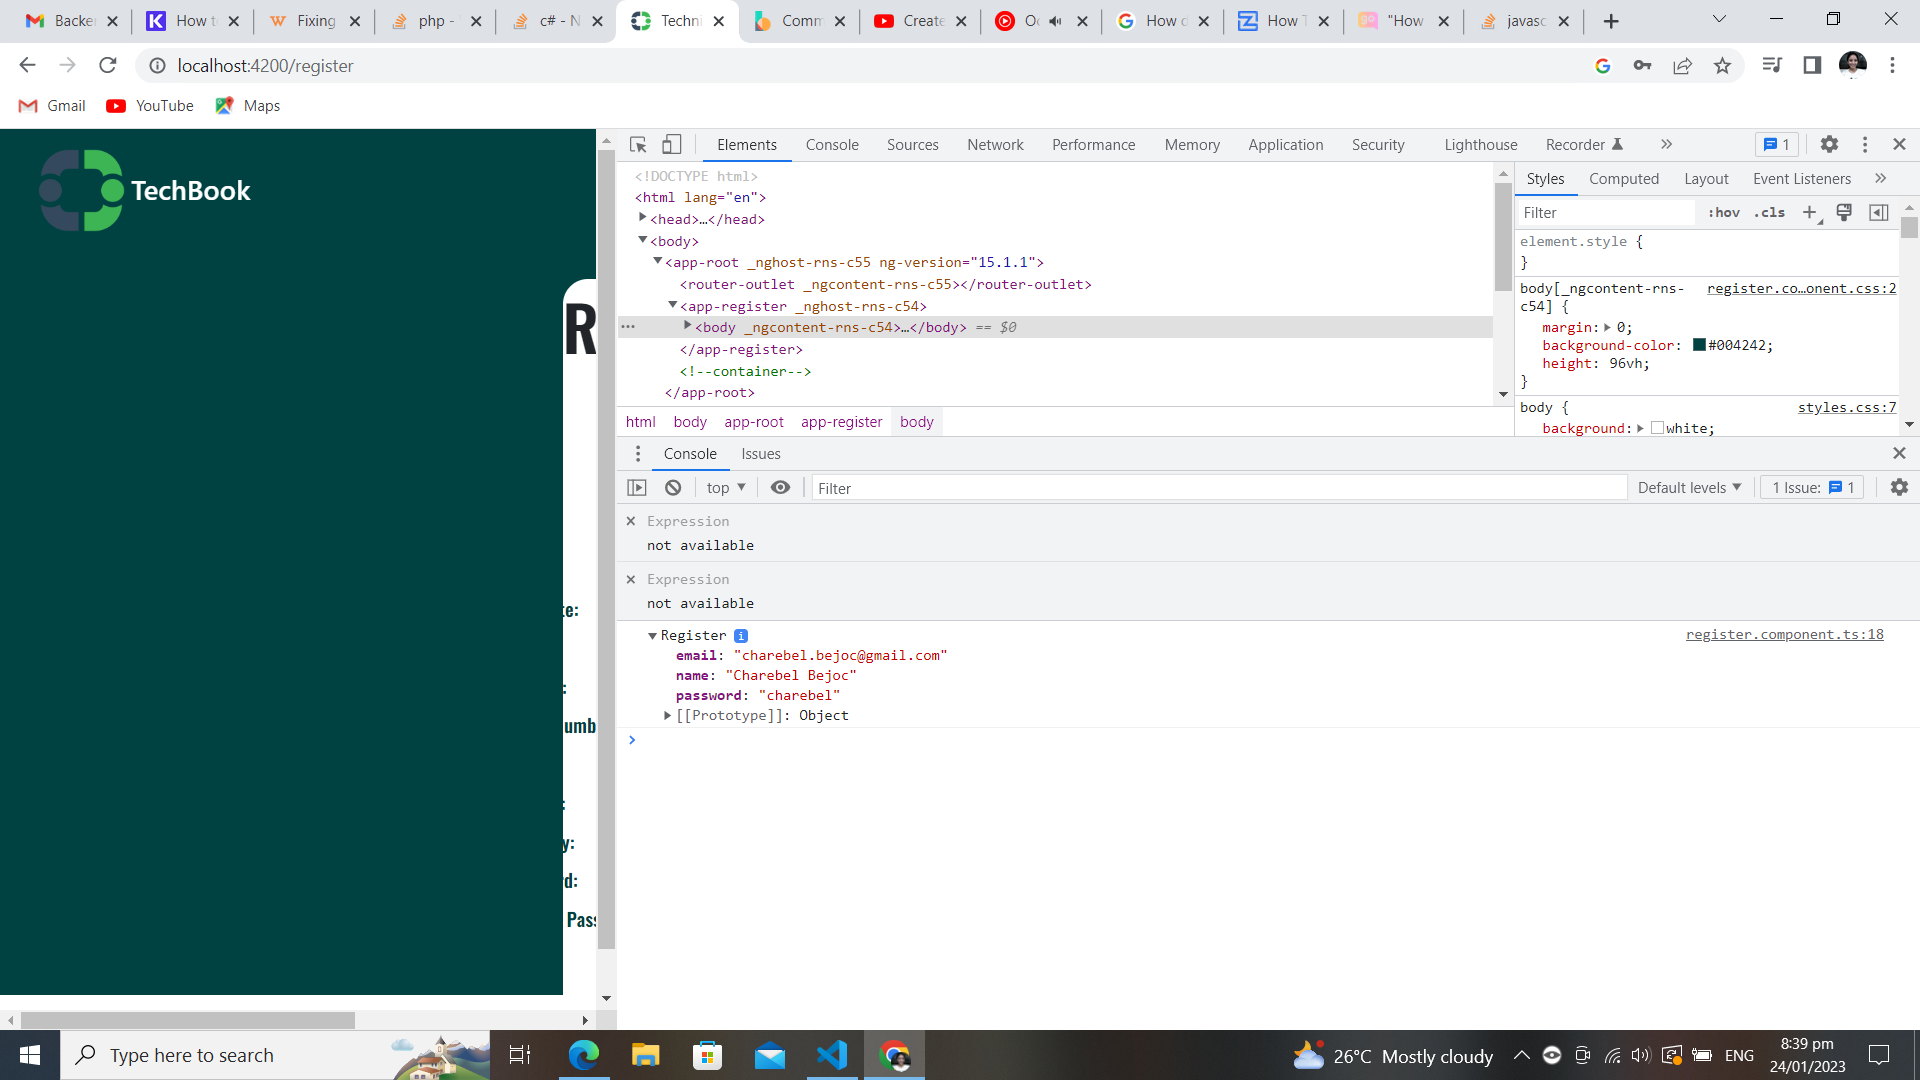 Backer
How to
Fixing
php -
c# - N
Techni
Comm
Create
How d
How T
"How
javasc
localhost:4200/register
Gmail
YouTube
Maps
TechBook
R
te:
umb
y:
rd:
Pass
Elements
Console
Sources
Network
Performance
Memory
Application
Security
Lighthouse
Recorder
1
<!DOCTYPE html>
<html lang="en">
<head>…</head>
<body>
<app-root _nghost-rns-c55 ng-version="15.1.1">
<router-outlet _ngcontent-rns-c55></router-outlet>
<app-register _nghost-rns-c54>
<body _ngcontent-rns-c54>…</body> == $0
</app-register>
<!--container-->
</app-root>
html body app-root app-register body
Styles Computed Layout Event Listeners
Filter :hov .cls
element.style {
}
body[_ngcontent-rns- register.co…onent.css:2
c54] {
margin: 0;
background-color: #004242;
height: 96vh;
}
body { styles.css:7
background: white;
Console Issues
top Filter Default levels 1 Issue: 1
Expression
not available
Expression
not available
Register i register.component.ts:18
email: "charebel.bejoc@gmail.com"
name: "Charebel Bejoc"
password: "charebel"
[[Prototype]]: Object
Type here to search
26°C Mostly cloudy
ENG
8:39 pm
24/01/2023